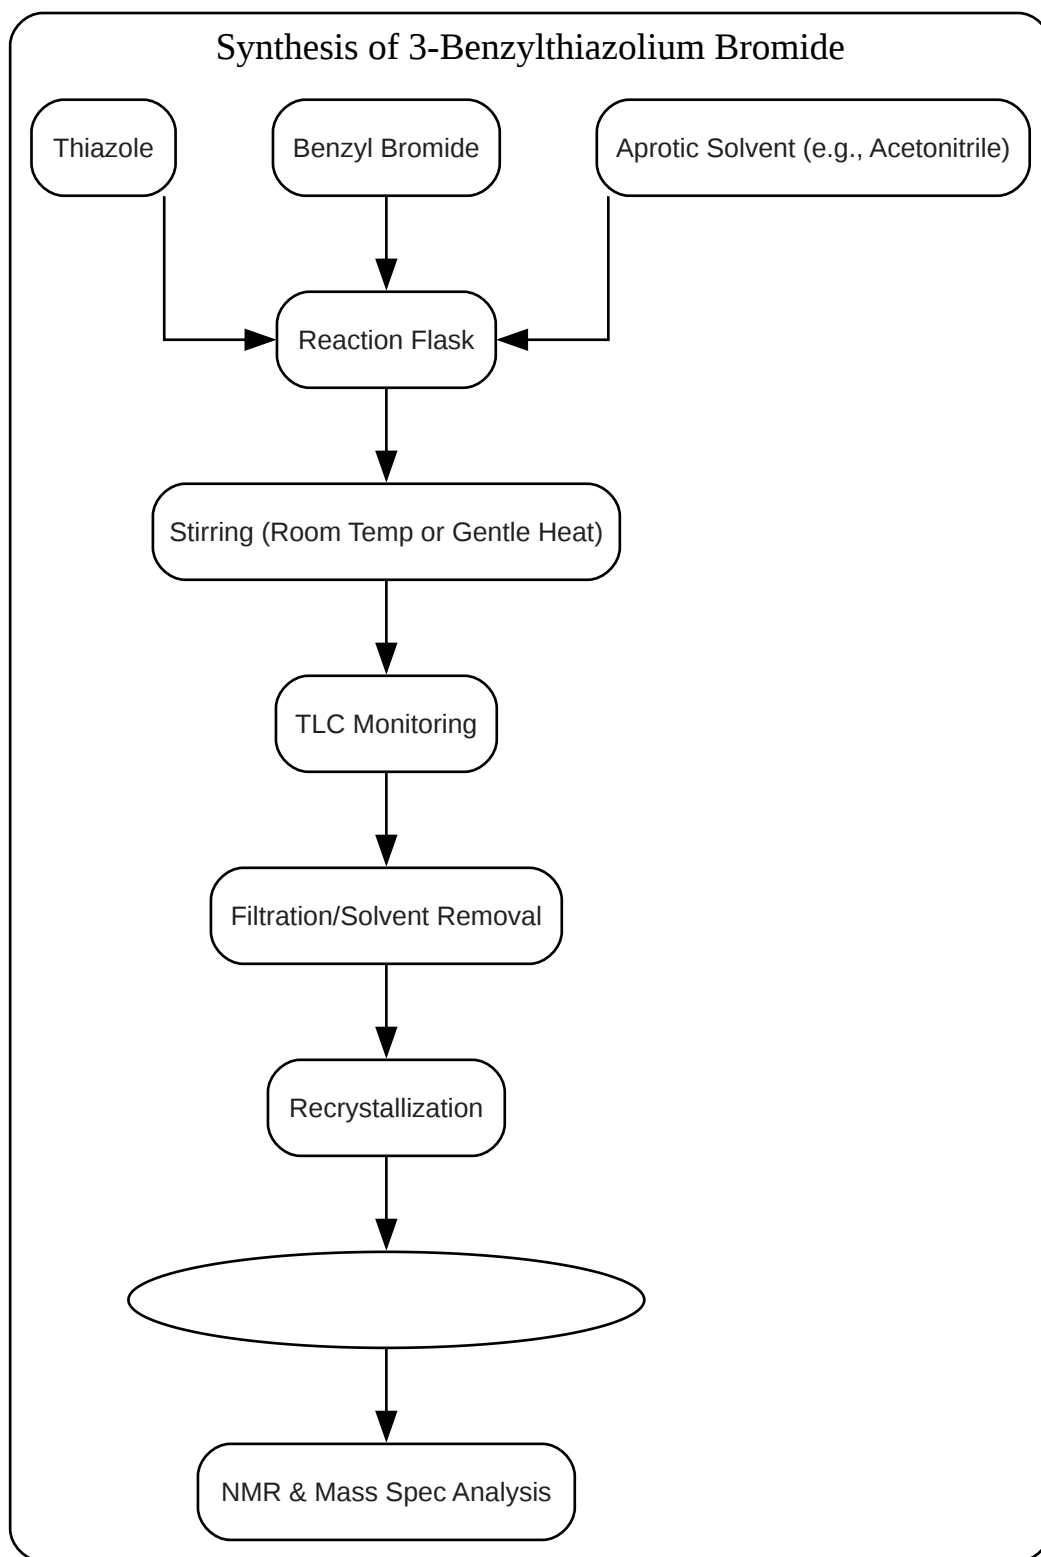 Synthesis of 3-Benzylthiazolium Bromide
Thiazole
Benzyl Bromide
Aprotic Solvent (e.g., Acetonitrile)
Reaction Flask
Stirring (Room Temp or Gentle Heat)
TLC Monitoring
Filtration/Solvent Removal
Recrystallization
NMR & Mass Spec Analysis